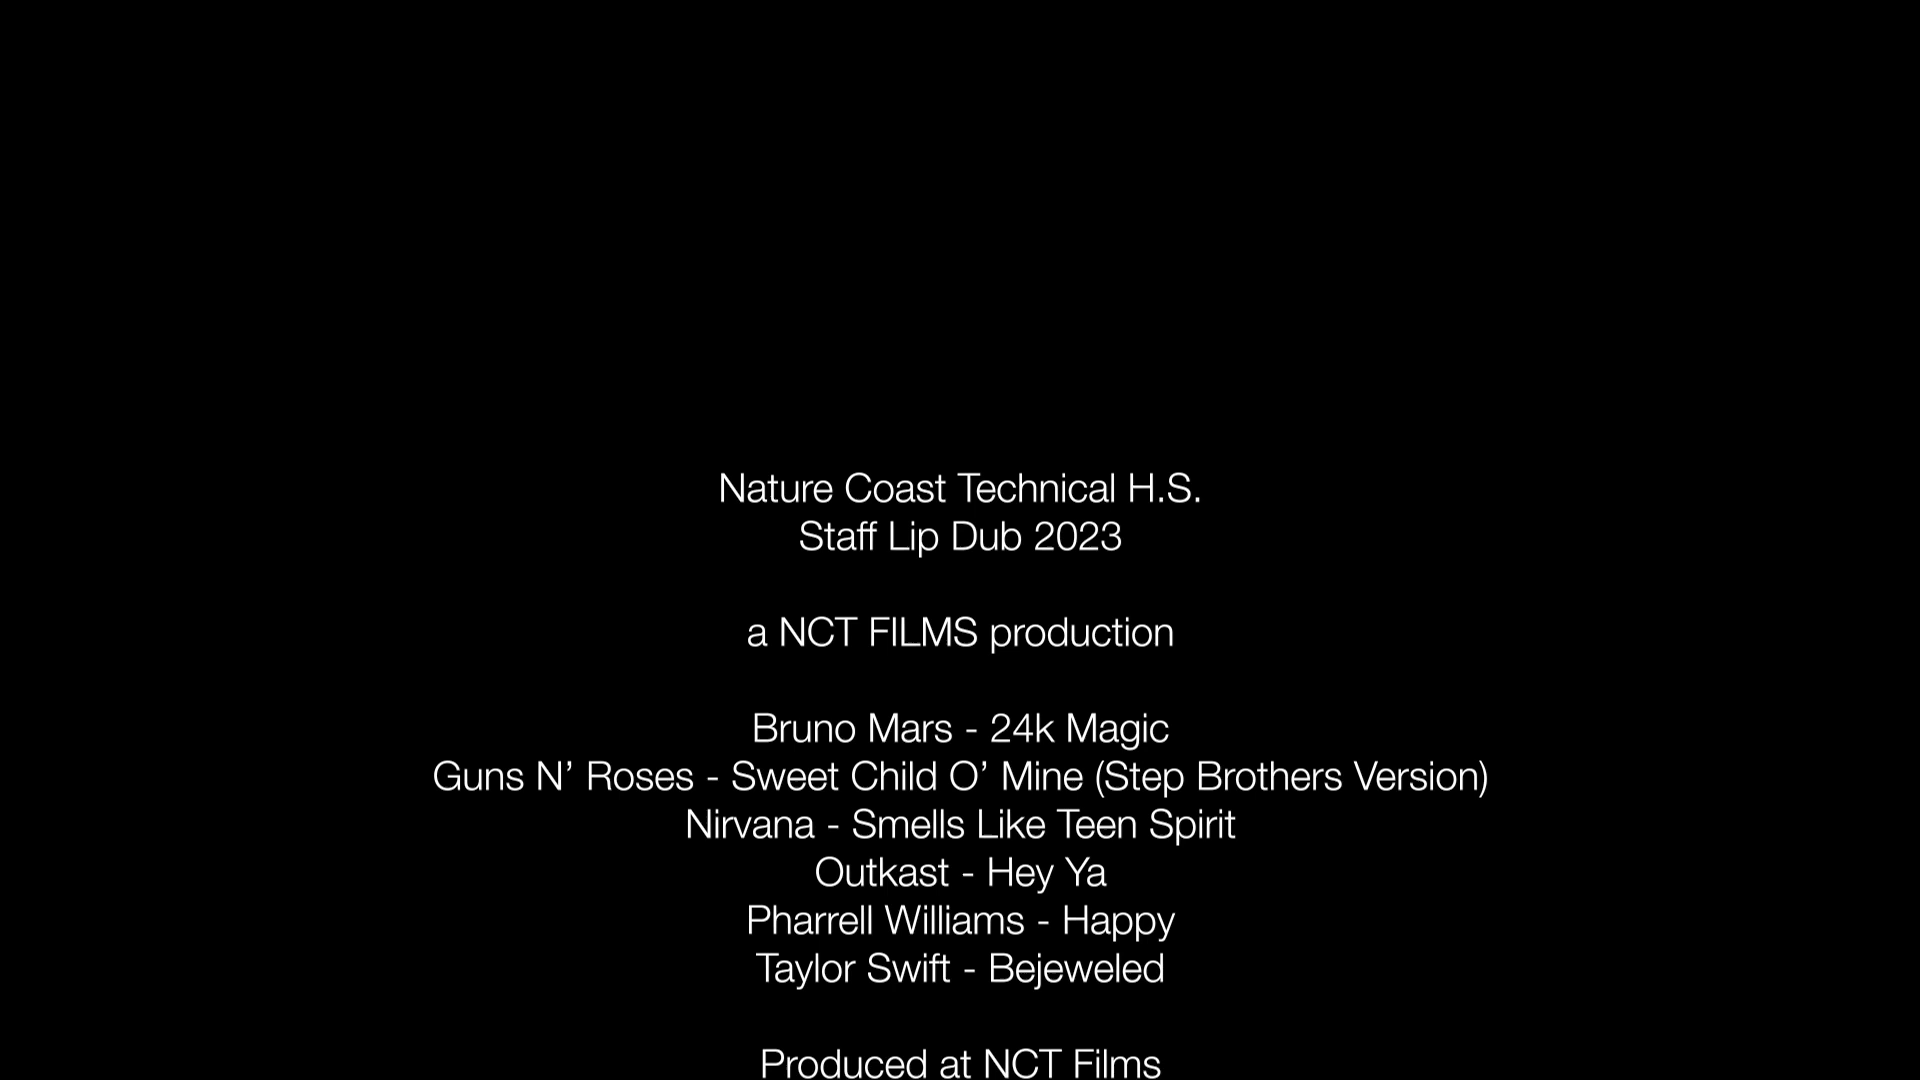 Nature Coast Technical H.S.
Staff Lip Dub 2023
a NCT FILMS production
Bruno Mars - 24k Magic
Guns N’ Roses - Sweet Child O’ Mine (Step Brothers Version)
Nirvana - Smells Like Teen Spirit
Outkast - Hey Ya
Pharrell Williams - Happy
Taylor Swift - Bejeweled
Produced at NCT Films